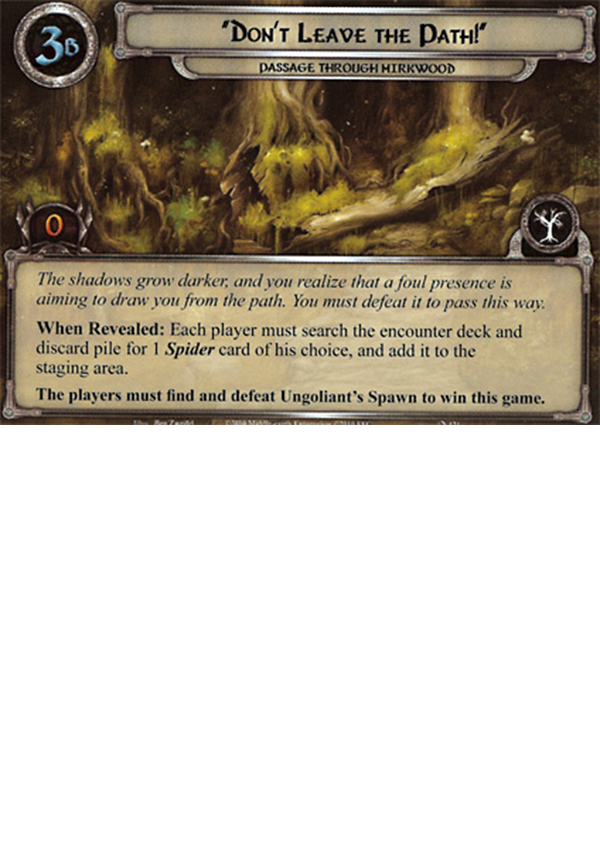 3B
"Don't Leave the Path!"
Passage Through Mirkwood
0
The shadows grow darker, and you realize that a foul presence is
aiming to draw you from the path. You must defeat it to pass this way.
When Revealed: Each player must search the encounter deck and
discard pile for 1 Spider card of his choice, and add it to the
staging area.
The players must find and defeat Ungoliant's Spawn to win this game.